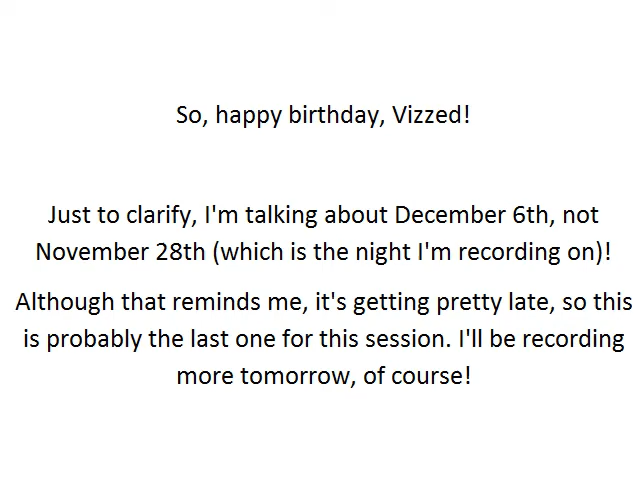 So, happy birthday, Vizzed!
Just to clarify, I'm talking about December 6th, not
November 28th (which is the night I'm recording on)!
Although that reminds me, it's getting pretty late, so this
is probably the last one for this session. I'll be recording
more tomorrow, of course!